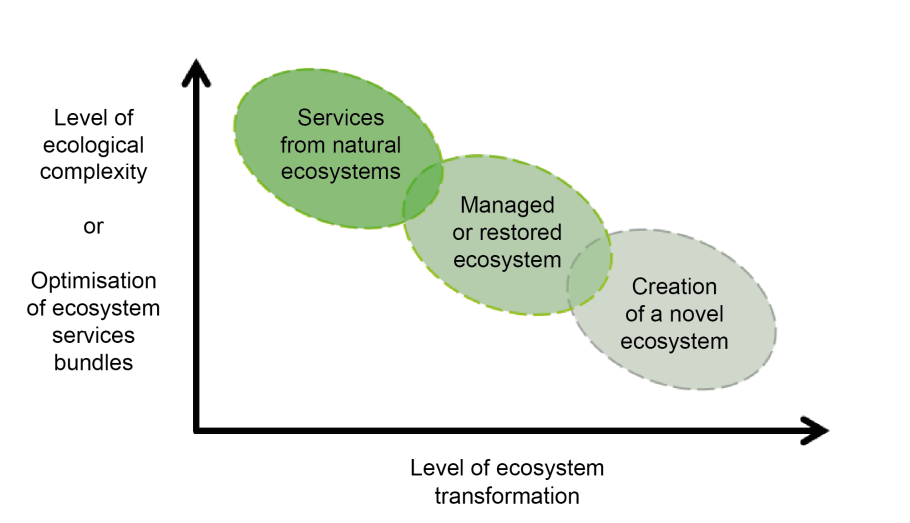 Level of
ecological
complexity
or
Optimisation
of ecosystem
services
bundles
Services
from natural
ecosystems
Managed
or restored
ecosystem
Creation
of a novel
ecosystem
Level of ecosystem
transformation